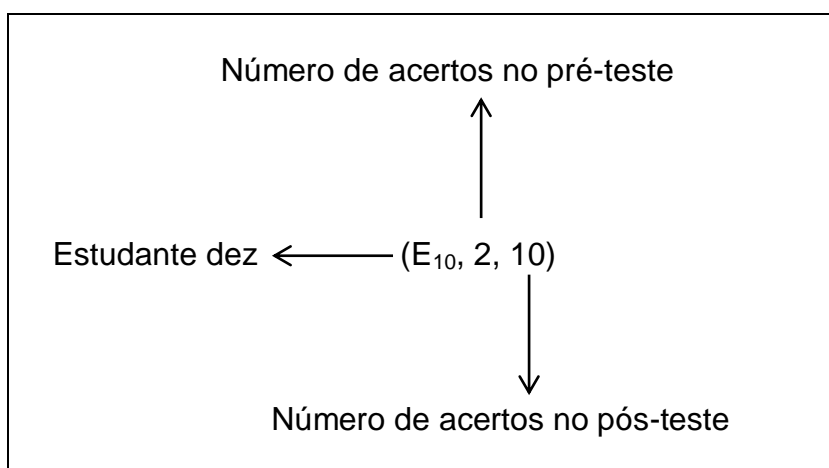 Número de acertos no pré-teste
Estudante dez (E₁₀, 2, 10)
Número de acertos no pós-teste